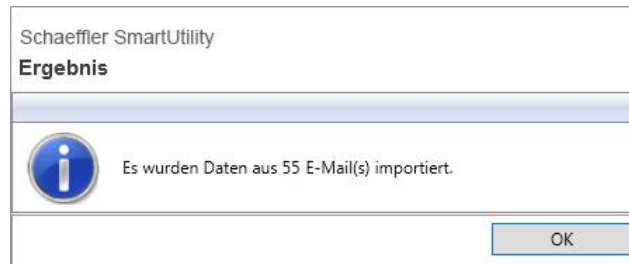 Schaeffler SmartUtility
Ergebnis
Es wurden Daten aus 55 E-Mail(s) importiert.
OK